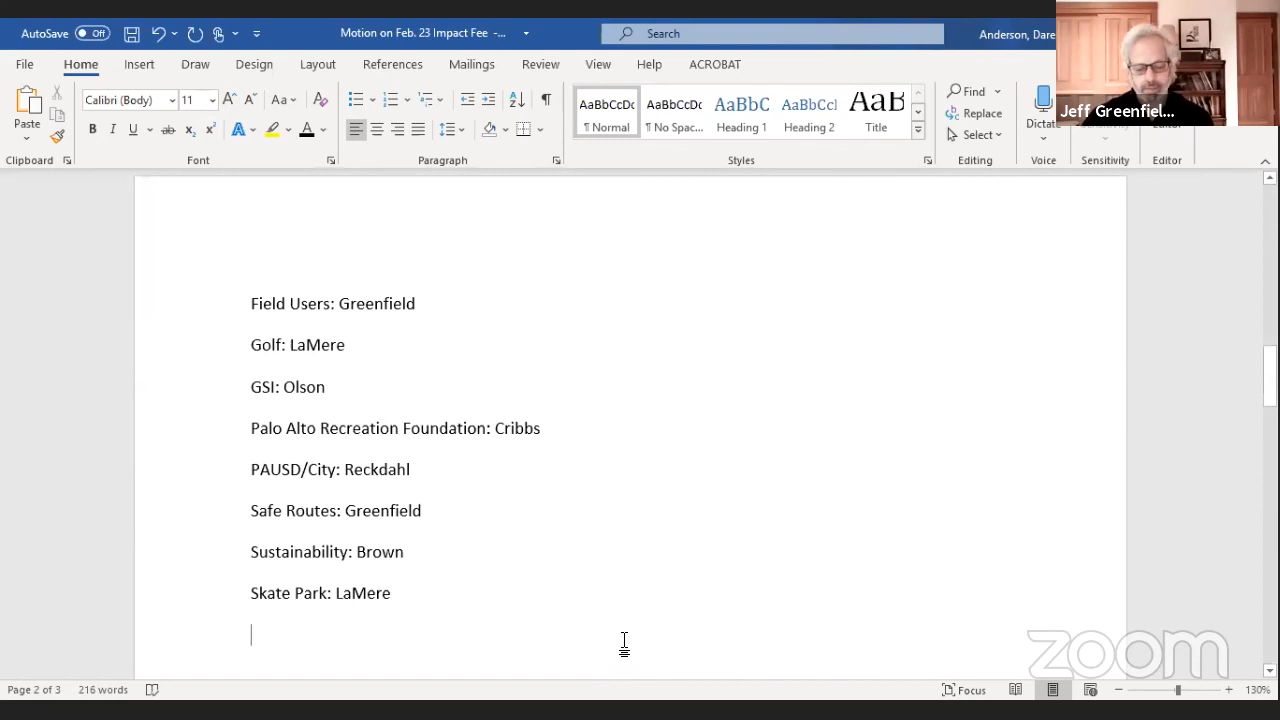 AutoSave Off Motion on Feb. 23 Impact Fee -... Search Anderson, Dare
File Home Insert Draw Design Layout References Mailings Review View Help ACROBAT
Jeff Greenfiel...
Calibri (Body) 11 Aa
AaBbCcDc AaBbCcDc AaBbC AaBbCcl AaB
¶ Normal ¶ No Spac... Heading 1 Heading 2 Title
Paste
Find
Replace
Select
Dictate
Clipboard Font Paragraph Styles Editing Voice Sensitivity Editor
Field Users: Greenfield
Golf: LaMere
GSI: Olson
Palo Alto Recreation Foundation: Cribbs
PAUSD/City: Reckdahl
Safe Routes: Greenfield
Sustainability: Brown
Skate Park: LaMere
zoom
Page 2 of 3 216 words Focus 130%